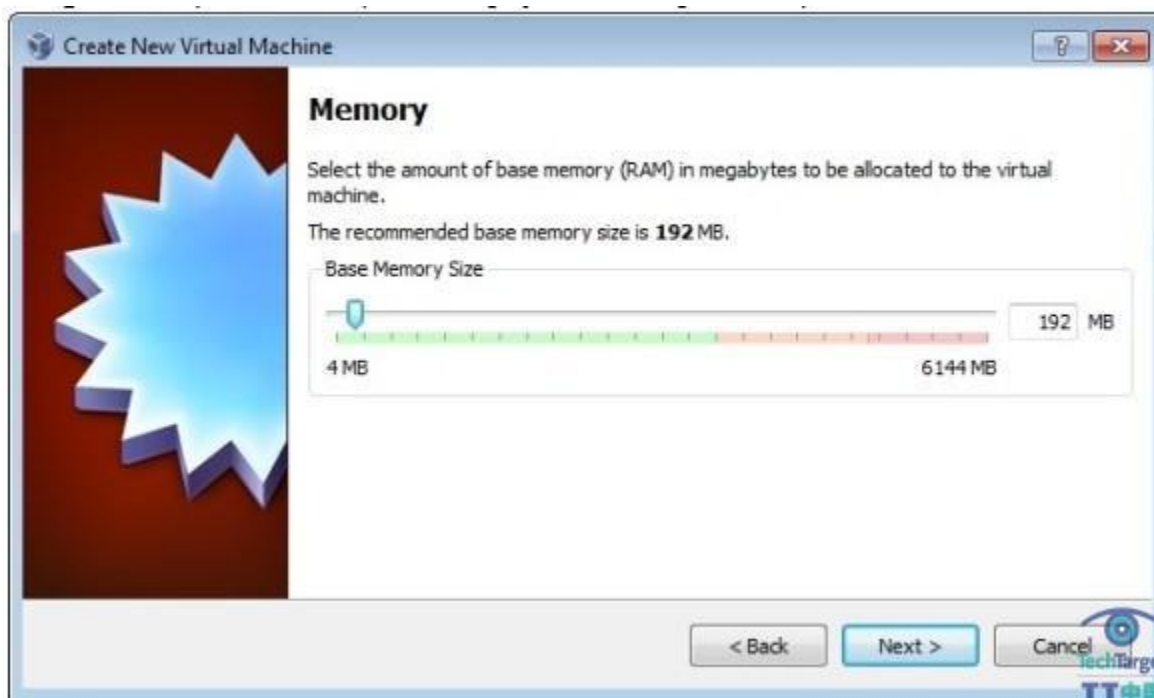 Create New Virtual Machine
Memory
Select the amount of base memory (RAM) in megabytes to be allocated to the virtual
machine.
The recommended base memory size is 192 MB.
Base Memory Size
192 MB
4 MB 6144 MB
< Back Next > Cancel
TechTarge